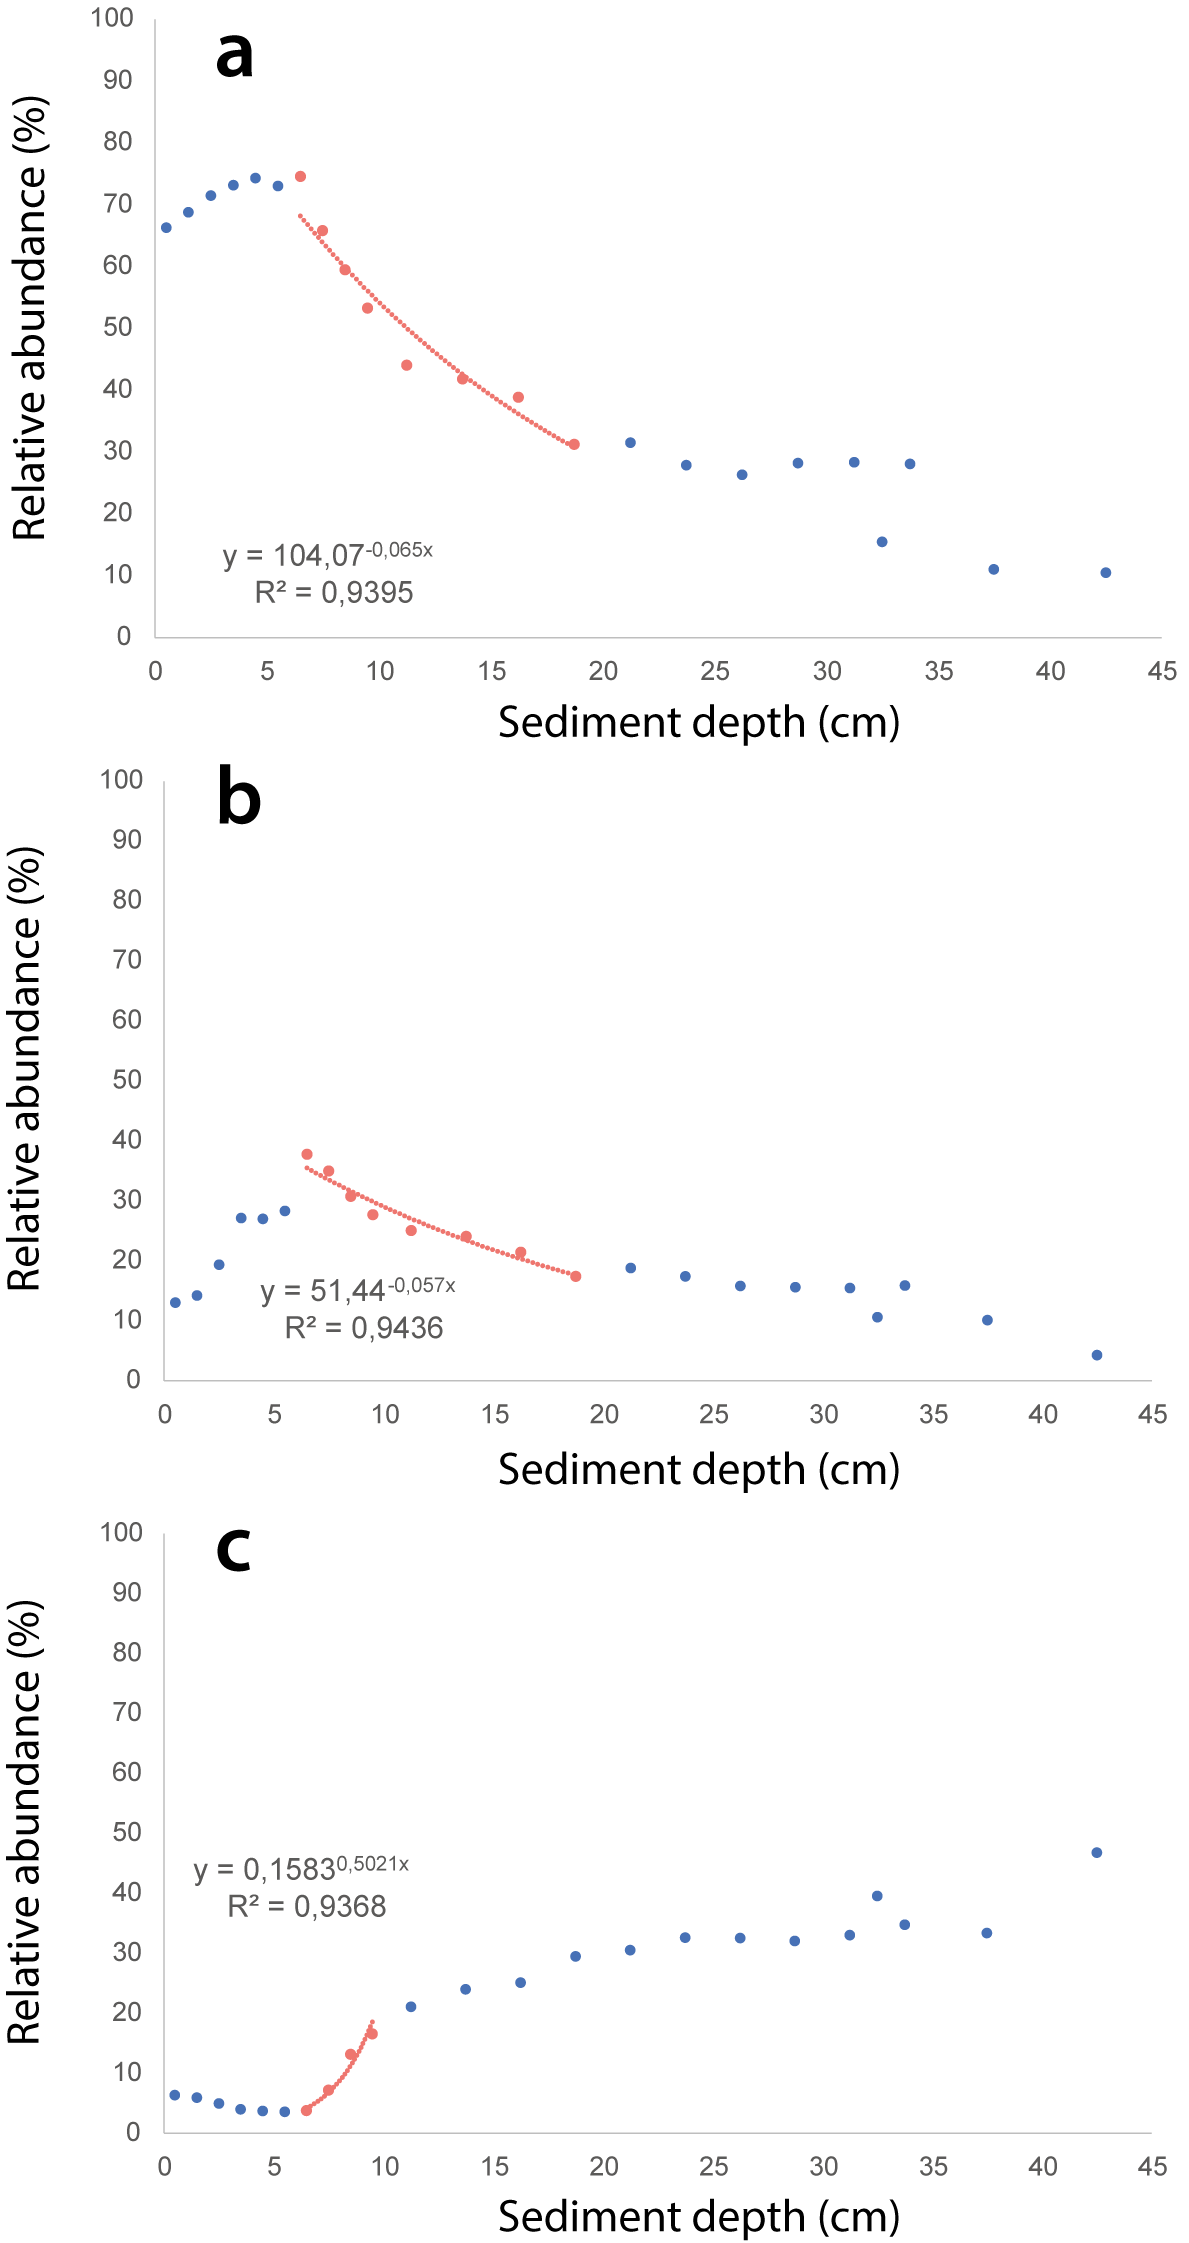 a
Relative abundance (%)
100
90
80
70
60
50
40
30
20
10
0
y = 104,07-0,065x
R² = 0,9395
0 5 10 15 20 25 30 35 40 45
Sediment depth (cm)
b
Relative abundance (%)
100
90
80
70
60
50
40
30
20
10
0
y = 51,44-0,057x
R² = 0,9436
0 5 10 15 20 25 30 35 40 45
Sediment depth (cm)
c
Relative abundance (%)
100
90
80
70
60
50
40
30
20
10
0
y = 0,15830,5021x
R² = 0,9368
0 5 10 15 20 25 30 35 40 45
Sediment depth (cm)